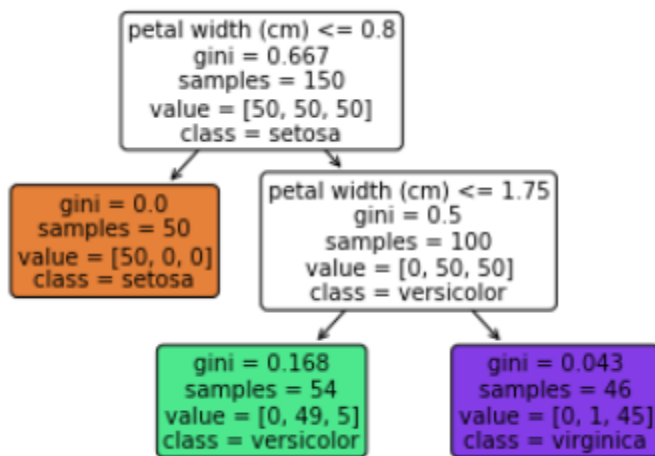 petal width (cm) <= 0.8
gini = 0.667
samples = 150
value = [50, 50, 50]
class = setosa
gini = 0.0
samples = 50
value = [50, 0, 0]
class = setosa
petal width (cm) <= 1.75
gini = 0.5
samples = 100
value = [0, 50, 50]
class = versicolor
gini = 0.168
samples = 54
value = [0, 49, 5]
class = versicolor
gini = 0.043
samples = 46
value = [0, 1, 45]
class = virginica